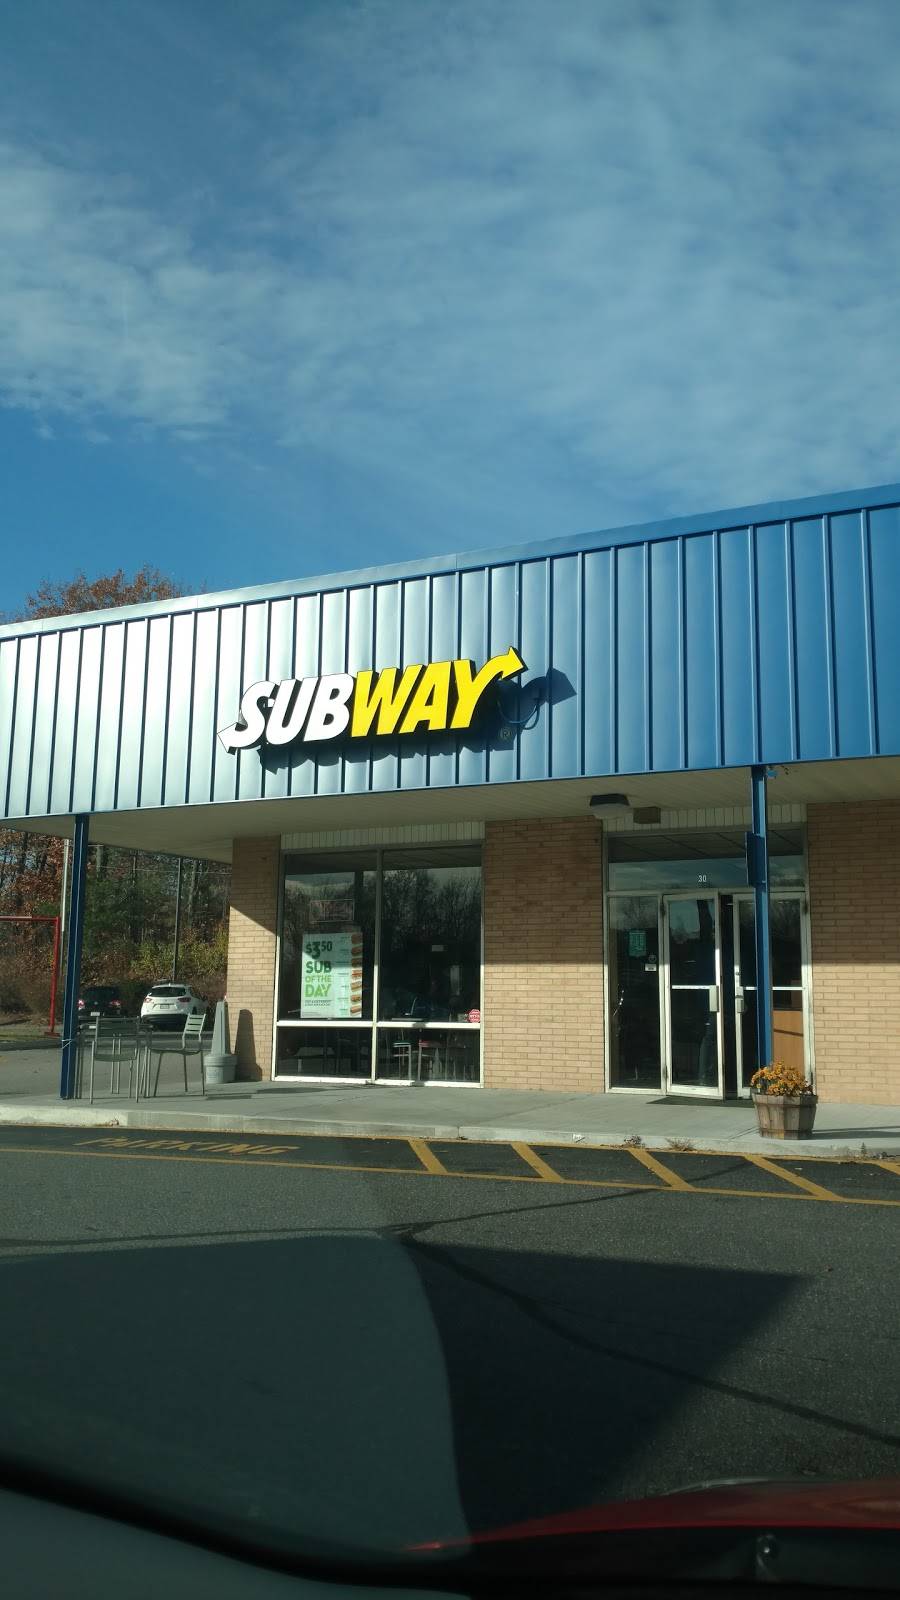 SUBWAY
®
30
$3.50
SUB
OF THE
DAY
PARKING